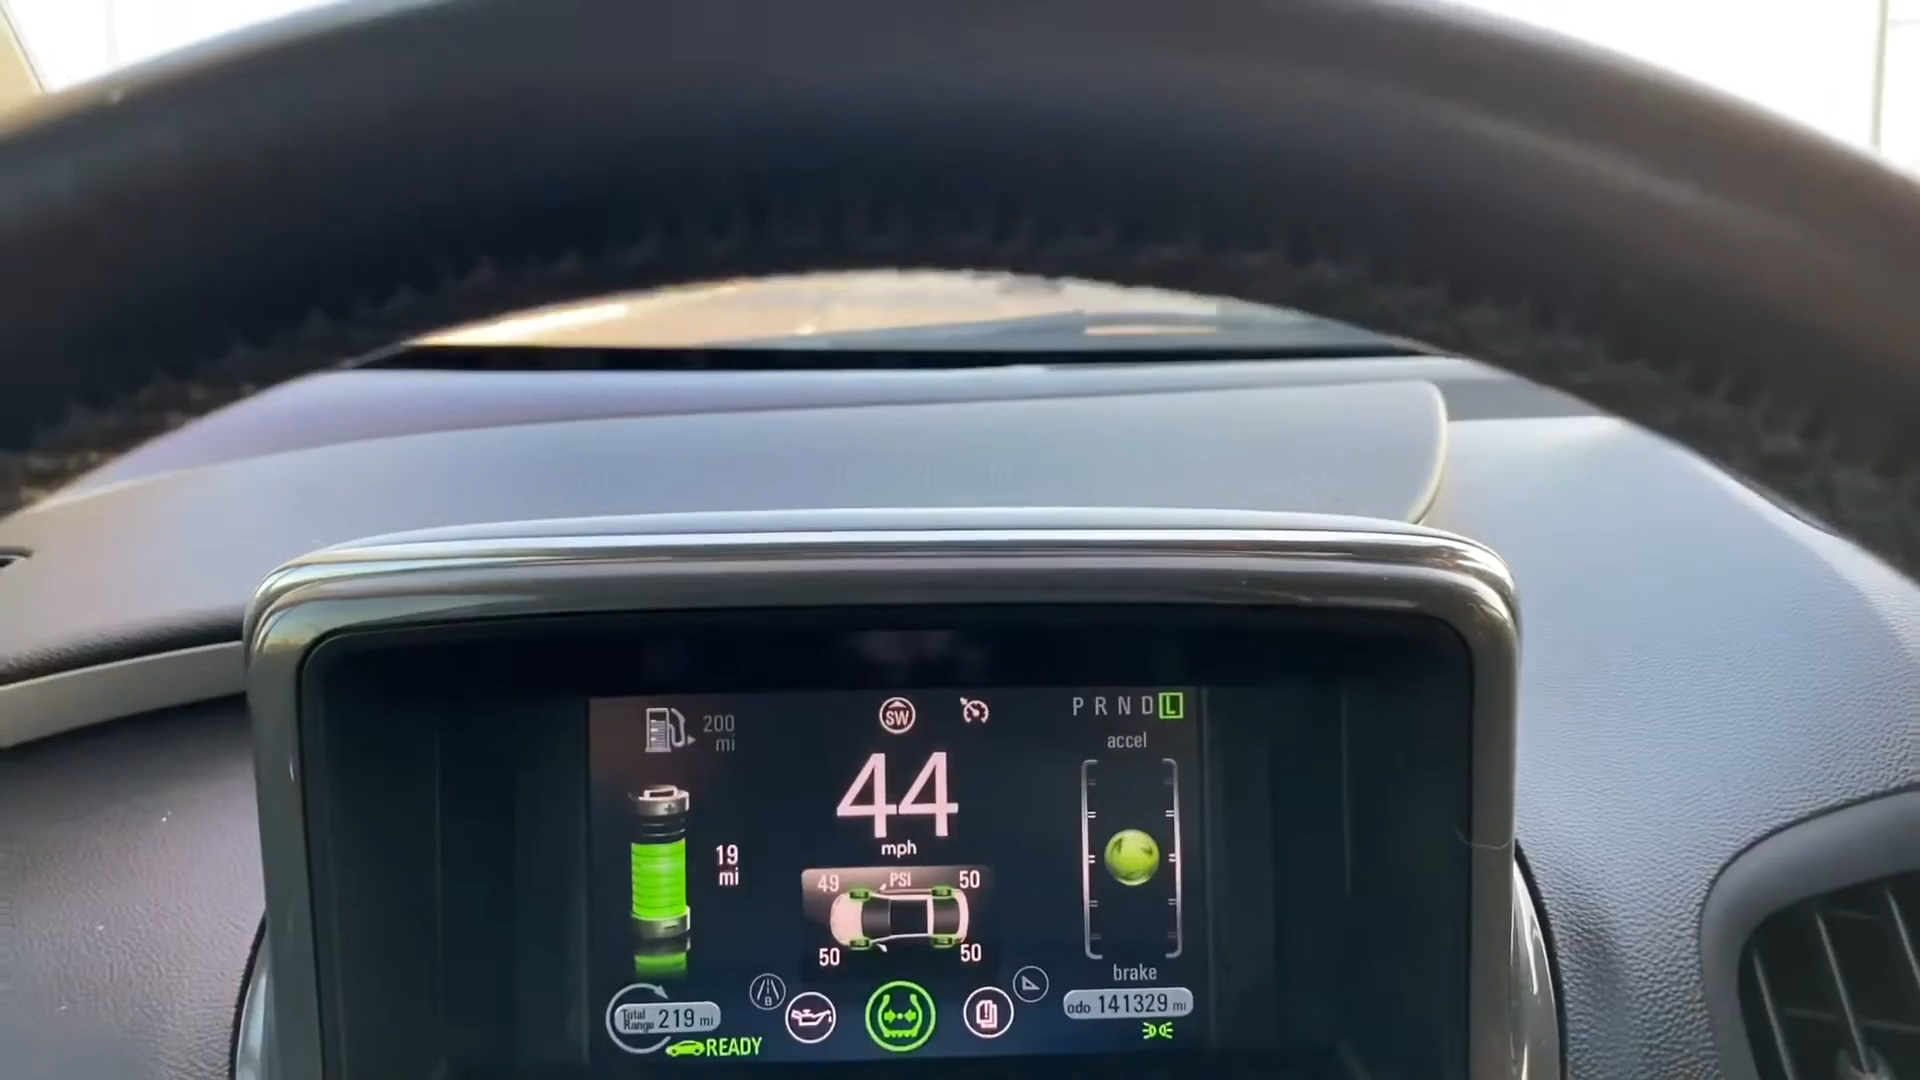 200
mi
SW
PRND L
accel
44
mph
19
mi
49 PSI 50
50 50
brake
B
Total
Range 219 mi
odo 141329 mi
READY